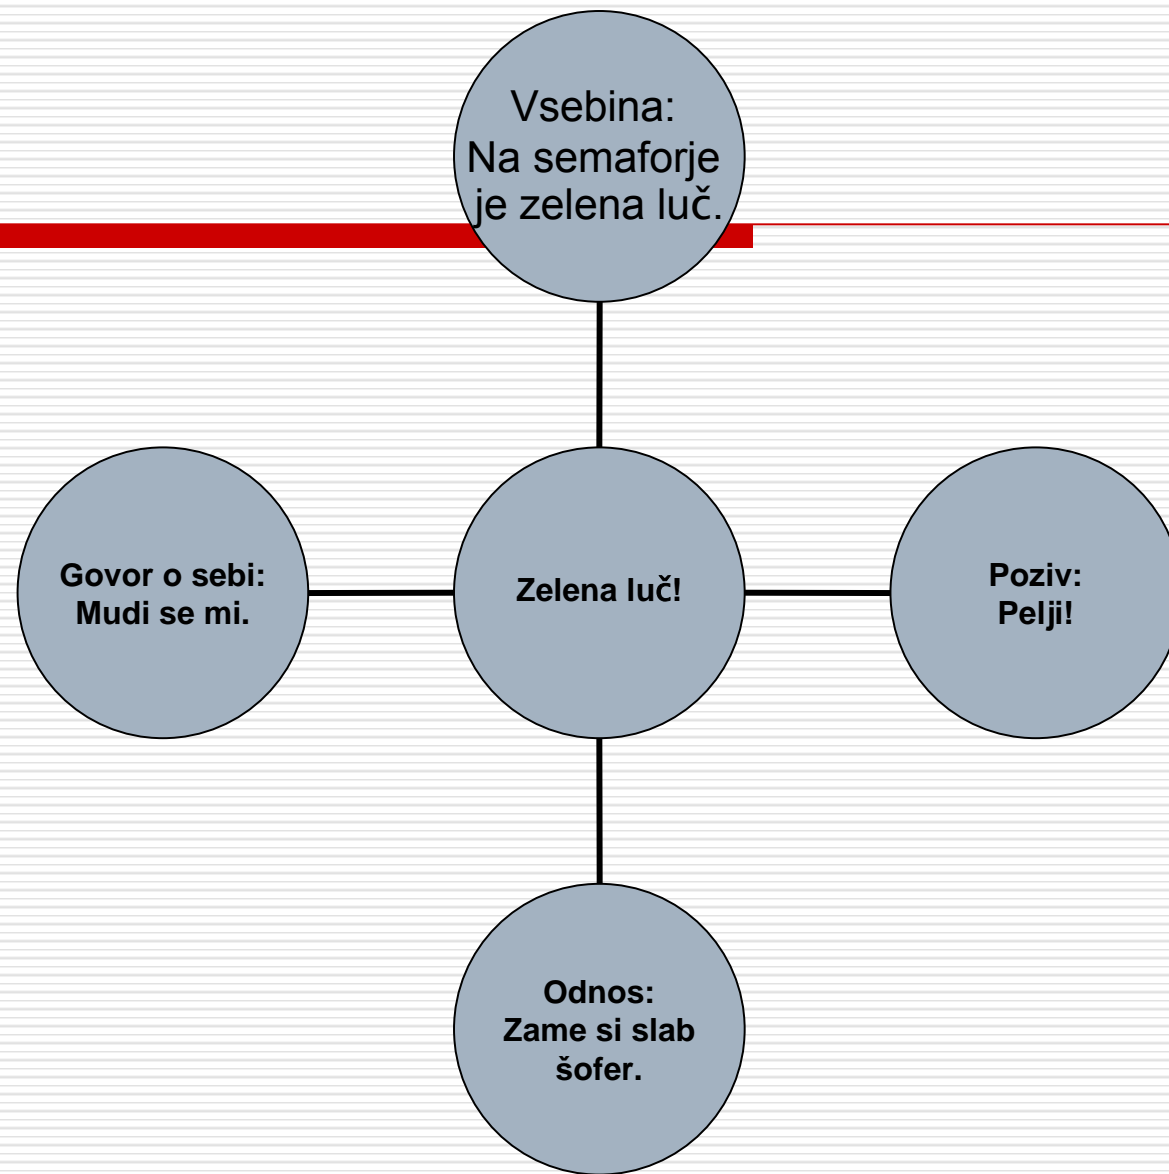 Vsebina:
Na semaforje
je zelena luč.
Govor o sebi:
Mudi se mi.
Zelena luč!
Poziv:
Pelji!
Odnos:
Zame si slab
šofer.